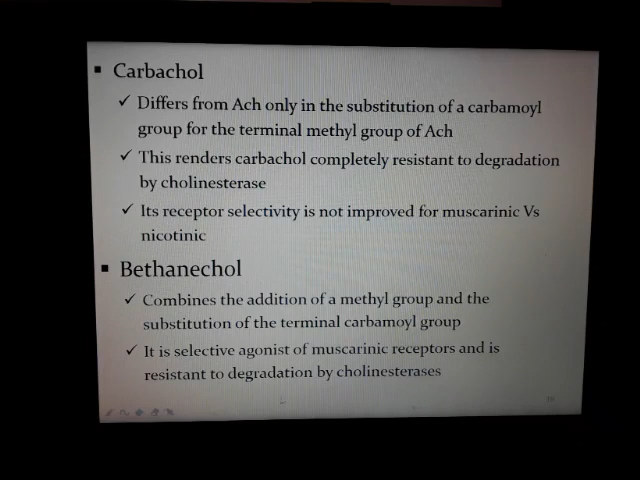 ▪ Carbachol
✓ Differs from Ach only in the substitution of a carbamoyl
group for the terminal methyl group of Ach
✓ This renders carbachol completely resistant to degradation
by cholinesterase
✓ Its receptor selectivity is not improved for muscarinic Vs
nicotinic
▪ Bethanechol
✓ Combines the addition of a methyl group and the
substitution of the terminal carbamoyl group
✓ It is selective agonist of muscarinic receptors and is
resistant to degradation by cholinesterases